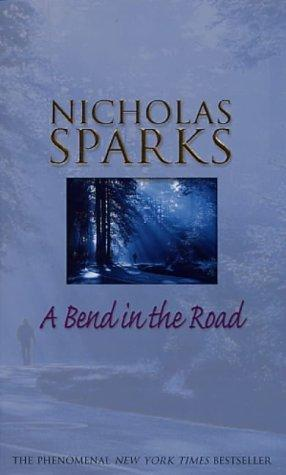 NICHOLAS
SPARKS
A Bend in the Road
THE PHENOMENAL NEW YORK TIMES BESTSELLER